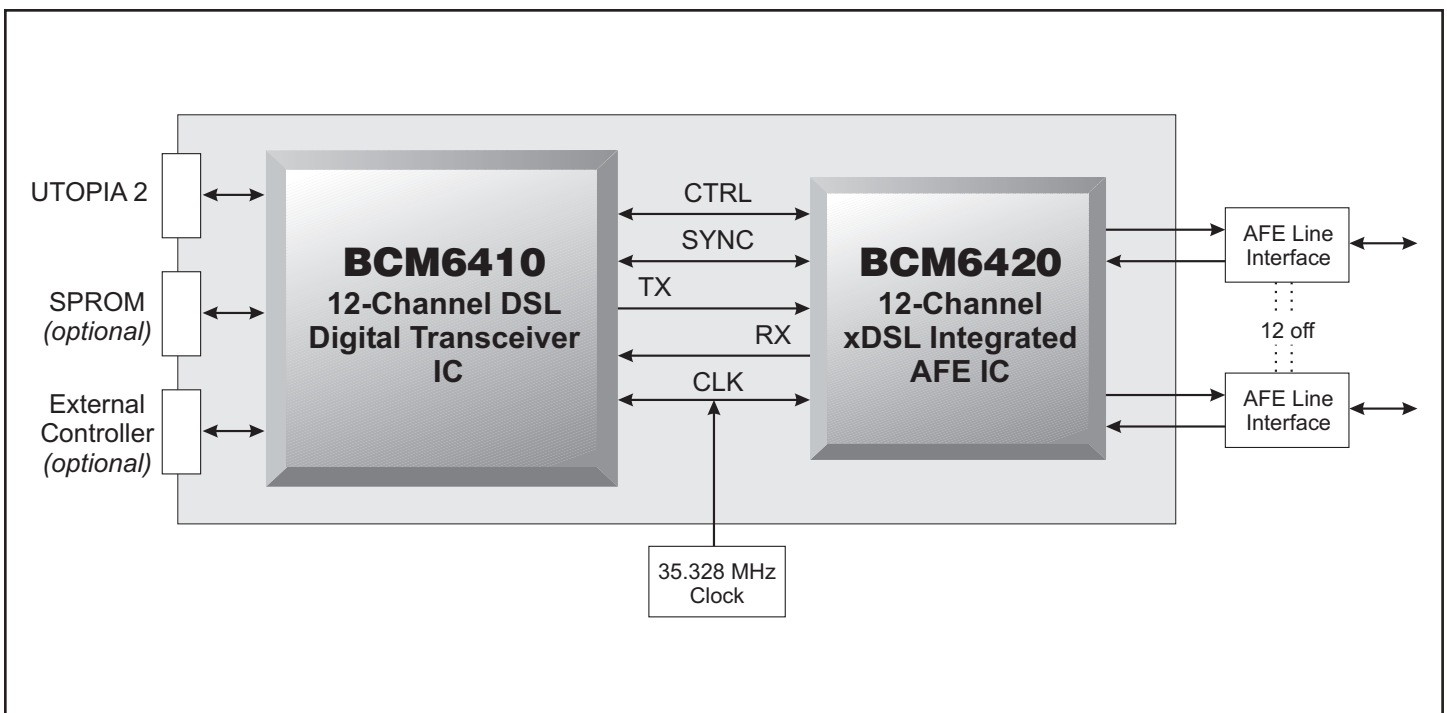 UTOPIA 2
SPROM
(optional)
External
Controller
(optional)
BCM6410
12-Channel DSL
Digital Transceiver
IC
CTRL
SYNC
TX
RX
CLK
BCM6420
12-Channel
xDSL Integrated
AFE IC
AFE Line
Interface
12 off
AFE Line
Interface
35.328 MHz
Clock